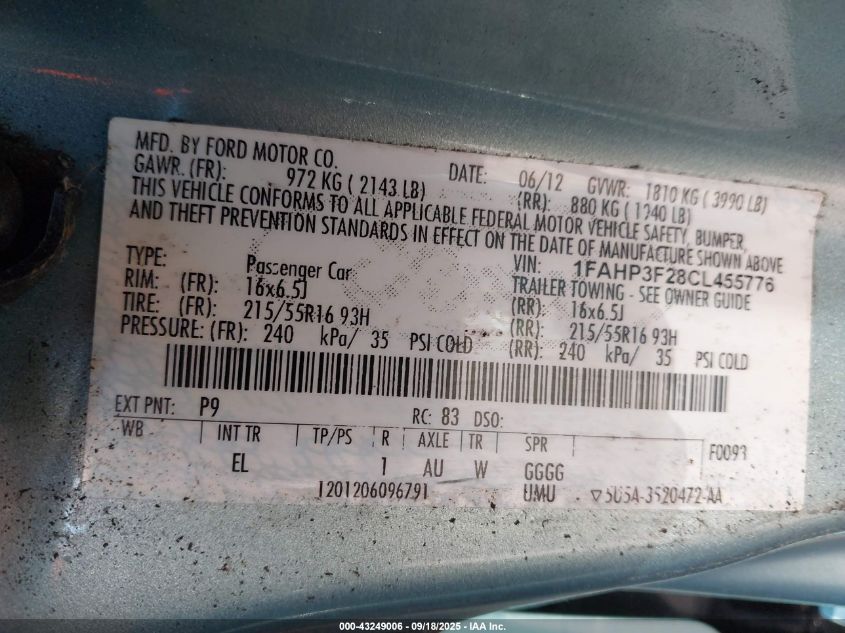 MFD. BY FORD MOTOR CO. DATE: 06/12 GVWR: 1810 KG ( 3990 LB)
GAWR. (FR): 972 KG ( 2143 LB) (RR): 880 KG ( 1940 LB)
THIS VEHICLE CONFORMS TO ALL APPLICABLE FEDERAL MOTOR VEHICLE SAFETY, BUMPER,
AND THEFT PREVENTION STANDARDS IN EFFECT ON THE DATE OF MANUFACTURE SHOWN ABOVE
VIN: 1FAHP3F28CL455776
TYPE: Passenger Car TRAILER TOWING - SEE OWNER GUIDE
RIM: (FR): 16x6.5J (RR): 16x6.5J
TIRE: (FR): 215/55R16 93H (RR): 215/55R16 93H
PRESSURE: (FR): 240 kPa/ 35 PSI COLD (RR): 240 kPa/ 35 PSI COLD
EXT PNT: P9 RC: 83 DSO:
WB INT TR TP/PS R AXLE TR SPR F0093
EL 1 AU W GGGG
1201206096791 UMU ▽5U5A-3520472-AA
000-43249006 - 09/18/2025 - IAA Inc.